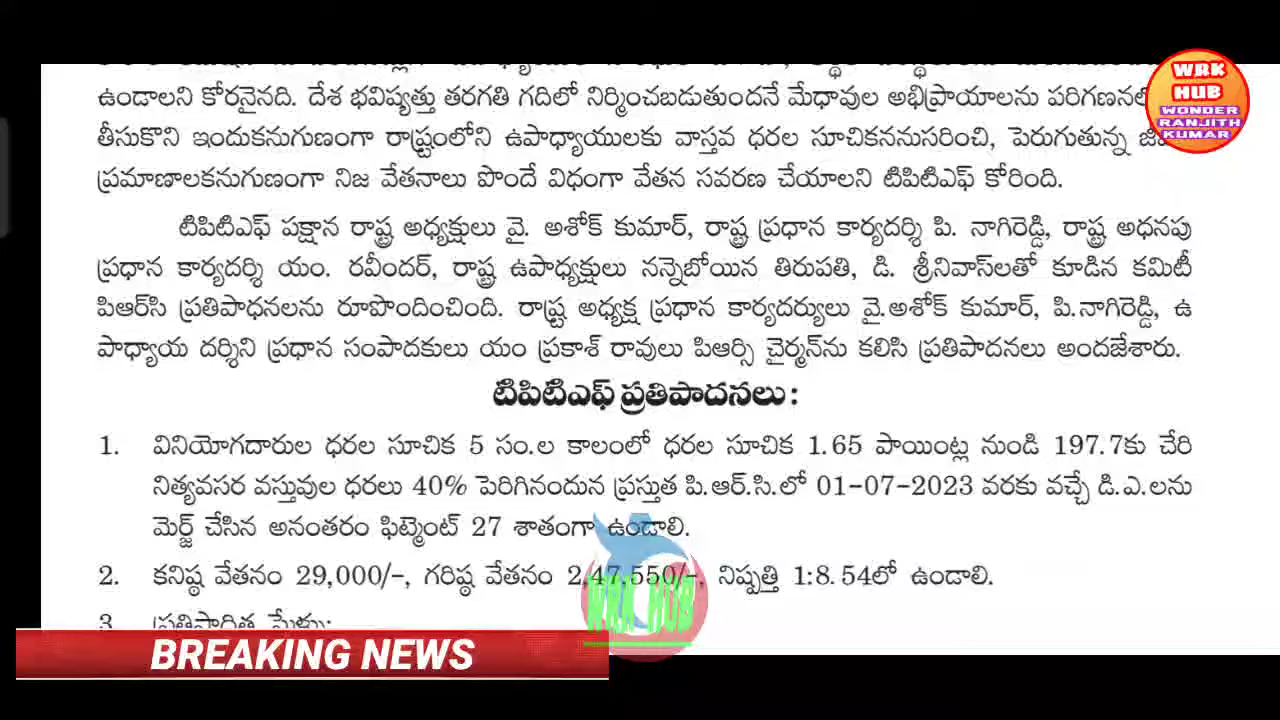 ఉండాలని కోరనైనది. దేశ భవిష్యత్తు తరగతి గదిలో నిర్మించబడుతుందనే మేధావుల అభిప్రాయాలను
తీసుకొని ఇందుకనుగుణంగా రాష్ట్రంలోని ఉపాధ్యాయులకు వాస్తవ ధరల సూచికననుసరించి, పెరుగుతున్న
ప్రమాణాలకనుగుణంగా నిజ వేతనాలు పొందే విధంగా వేతన సవరణ చేయాలని టిపిటిఎఫ్ కోరింది.
WRK
HUB
WONDER
RANJITH
KUMAR
టిపిటిఎఫ్ పక్షాన రాష్ట్ర అధ్యక్షులు వై. అశోక్ కుమార్, రాష్ట్ర ప్రధాన కార్యదర్శి పి. నాగిరెడ్డి, రాష్ట్ర అధనపు
ప్రధాన కార్యదర్శి యం. రవీందర్, రాష్ట్ర ఉపాధ్యక్షులు నన్నెబోయిన తిరుపతి, డి. శ్రీనివాస్‌లతో కూడిన కమిటీ
పిఆర్‌సి ప్రతిపాధనలను రూపొందించింది. రాష్ట్ర అధ్యక్ష ప్రధాన కార్యదర్యులు వై.అశోక్ కుమార్, పి.నాగిరెడ్డి, ఉ
పాధ్యాయ దర్శిని ప్రధాన సంపాదకులు యం ప్రకాశ్ రావులు పిఆర్సి చైర్మన్‌ను కలిసి ప్రతిపాదనలు అందజేశారు.
టిపిటిఎఫ్ ప్రతిపాదనలు :
1. వినియోగదారుల ధరల సూచిక 5 సం.ల కాలంలో ధరల సూచిక 1.65 పాయింట్ల నుండి 197.7కు చేరి
నిత్యవసర వస్తువుల ధరలు 40% పెరిగినందున ప్రస్తుత పి.ఆర్.సి.లో 01-07-2023 వరకు వచ్చే డి.ఎ.లను
మెర్జ్ చేసిన అనంతరం ఫిట్మెంట్ 27 శాతంగా ఉండాలి.
2. కనిష్ఠ వేతనం 29,000/-, గరిష్ఠ వేతనం 2,47,550/-, నిష్పత్తి 1:8.54లో ఉండాలి.
WRK HUB
3. ప్రతిపాదిత స్కేళ్లు:
BREAKING NEWS